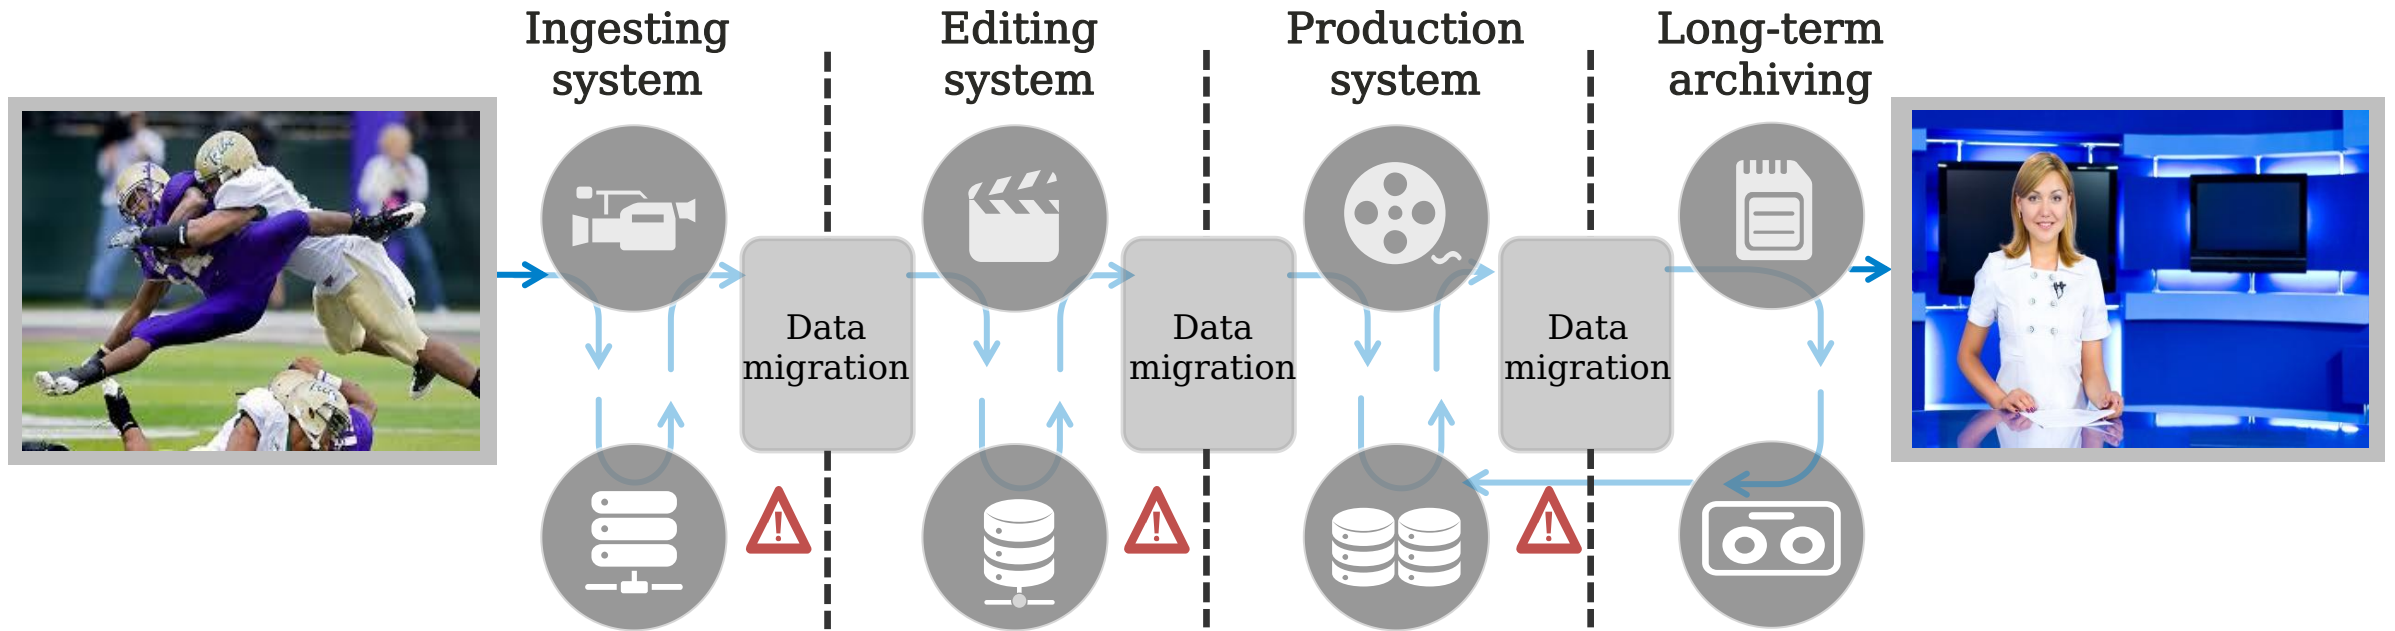 Ingesting
system
Editing
system
Production
system
Long-term
archiving
Data
migration
Data
migration
Data
migration